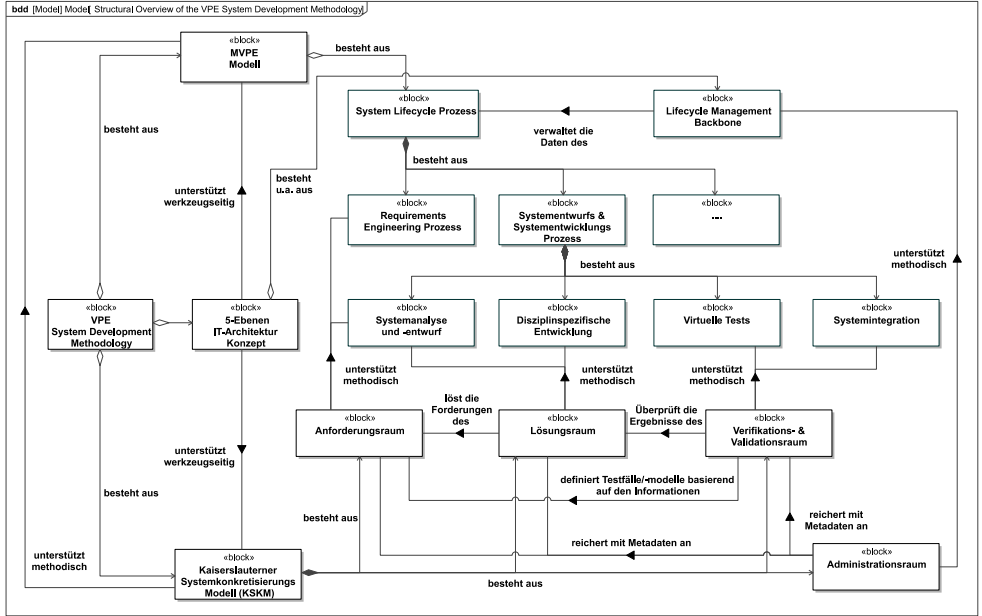 bdd [Model] Model[ Structural Overview of the VPE System Development Methodology]
«block»
MVPE
Modell
besteht aus
«block»
System Lifecycle Prozess
«block»
Lifecycle Management
Backbone
verwaltet die
Daten des
besteht aus
besteht aus
unterstützt
werkzeugseitig
besteht
u.a. aus
«block»
Requirements
Engineering Prozess
«block»
Systementwurfs &
Systementwicklungs
Prozess
«block»
....
unterstützt
methodisch
besteht aus
«block»
VPE
System Development
Methodology
«block»
5-Ebenen
IT-Architektur
Konzept
«block»
Systemanalyse
und -entwurf
«block»
Disziplinspezifische
Entwicklung
«block»
Virtuelle Tests
«block»
Systemintegration
unterstützt
methodisch
unterstützt
methodisch
unterstützt
methodisch
löst die
Forderungen
des
Überprüft die
Ergebnisse des
«block»
Anforderungsraum
«block»
Lösungsraum
«block»
Verifikations- &
Validationsraum
unterstützt
werkzeugseitig
besteht aus
definiert Testfälle/-modelle basierend
auf den Informationen
besteht aus
reichert mit
Metadaten an
unterstützt
methodisch
reichert mit Metadaten an
«block»
Kaiserslauterner
Systemkonkretisierungs
Modell (KSKM)
besteht aus
«block»
Administrationsraum